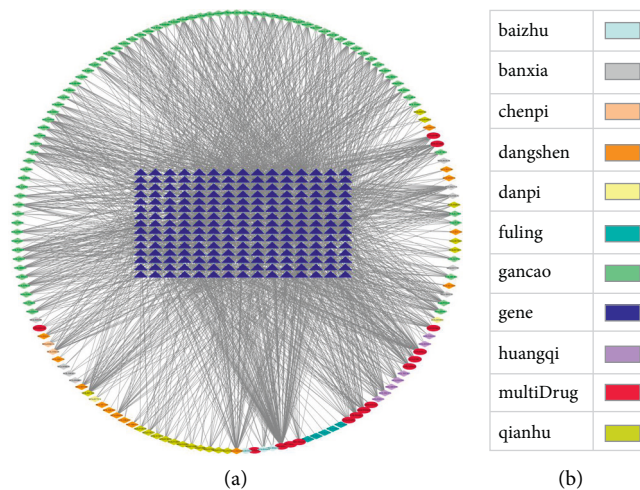 baizhu
banxia
chenpi
dangshen
danpi
fuling
gancao
gene
huangqi
multiDrug
qianhu
(a)
(b)